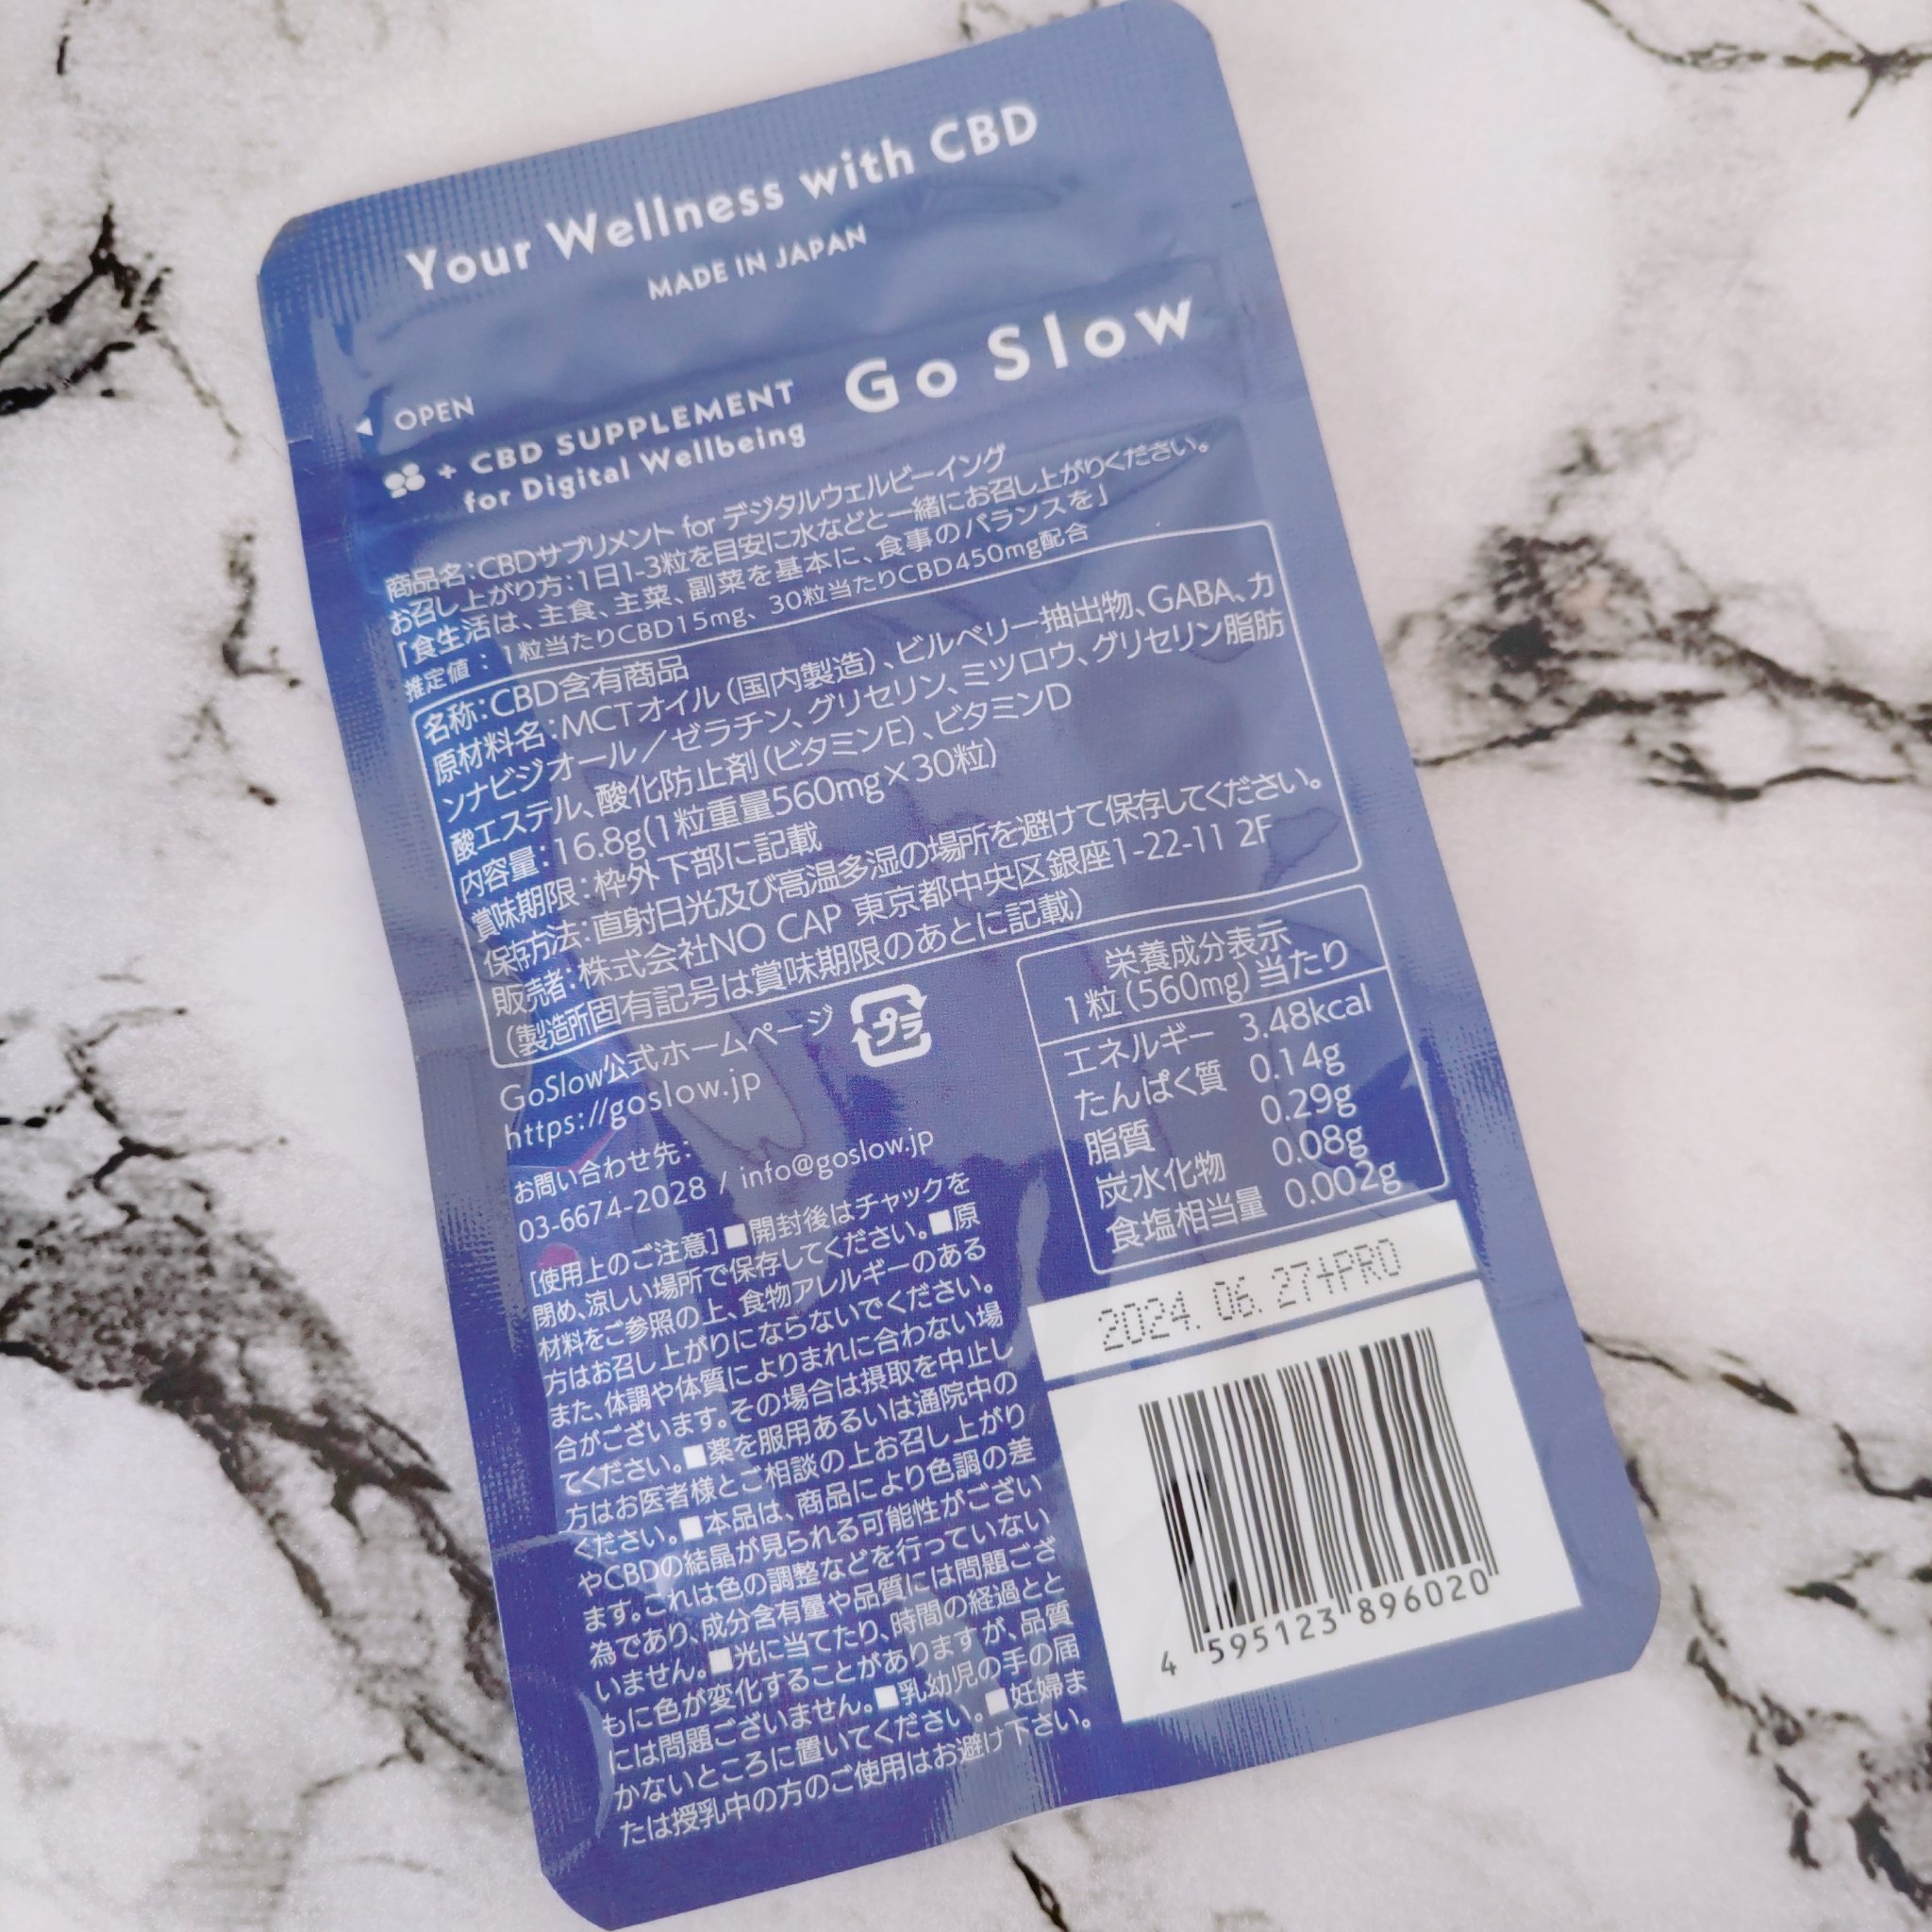 Your Wellness with CBD
MADE IN JAPAN
OPEN
+ CBD SUPPLEMENT
for Digital Wellbeing
Go Slow
商品名：CBDサプリメント for デジタルウェルビーイング
お召し上がり方：1日1-3粒を目安に水などと一緒にお召し上がりください。
「食生活は、主食、主菜、副菜を基本に、食事のバランスを」
推定値：1粒当たりCBD15mg、30粒当たりCBD450mg配合
名称：CBD含有商品
原材料名：MCTオイル（国内製造）、ビルベリー抽出物、GABA、カ
ンナビジオール／ゼラチン、グリセリン、ミツロウ、グリセリン脂肪
酸エステル、酸化防止剤（ビタミンE）、ビタミンD
内容量：16.8g(1粒重量560mg×30粒)
賞味期限：枠外下部に記載
保存方法：直射日光及び高温多湿の場所を避けて保存してください。
販売者：株式会社NO CAP 東京都中央区銀座1-22-11 2F
（製造所固有記号は賞味期限のあとに記載）
GoSlow公式ホームページ
https://goslow.jp
プラ
お問い合わせ先：
03-6674-2028 / info@goslow.jp
栄養成分表示
1粒（560mg）当たり
エネルギー 3.48kcal
たんぱく質 0.14g
脂質 0.29g
炭水化物 0.08g
食塩相当量 0.002g
[使用上のご注意]■開封後はチャックを
閉め、涼しい場所で保存してください。■原
材料をご参照の上、食物アレルギーのある
方はお召し上がりにならないでください。
また、体調や体質によりまれに合わない場
合がございます。その場合は摂取を中止し
てください。■薬を服用あるいは通院中の
方はお医者様とご相談の上お召し上がり
ください。■本品は、商品により色調の差
やCBDの結晶が見られる可能性がござい
ます。これは色の調整などを行っていない
為であり、成分含有量や品質には問題ござ
いません。■光に当てたり、時間の経過とと
もに色が変化することがありますが、品質
には問題ございません。■乳幼児の手の届
かないところに置いてください。■妊婦ま
たは授乳中の方のご使用はお避け下さい。
2024. 06. 27+PRO
4 595123 896020